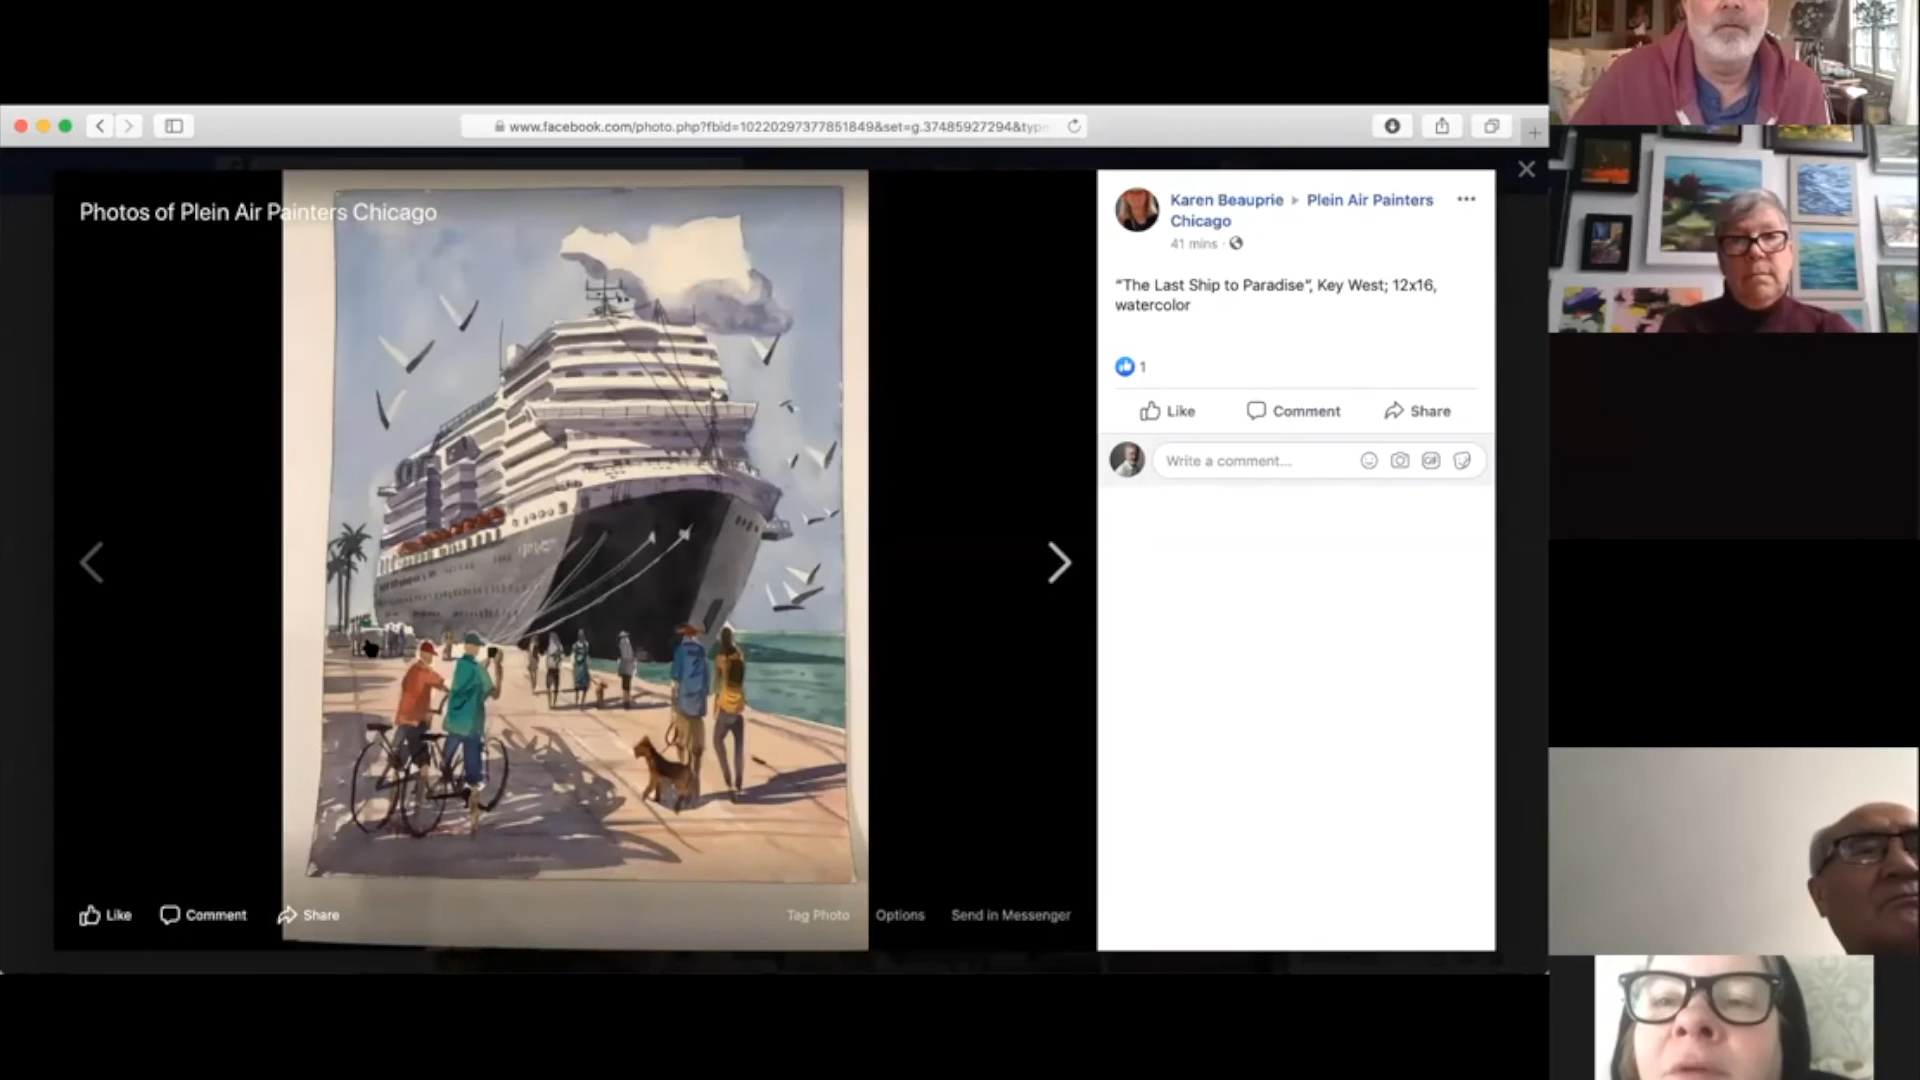 www.facebook.com/photo.php?fbid=10220297377851849&set=g.37485927294&type
Photos of Plein Air Painters Chicago
Karen Beauprie ▸ Plein Air Painters
Chicago
41 mins ·
“The Last Ship to Paradise”, Key West; 12x16,
watercolor
1
Like Comment Share
Write a comment...
GIF
Like Comment Share
Tag Photo Options Send in Messenger